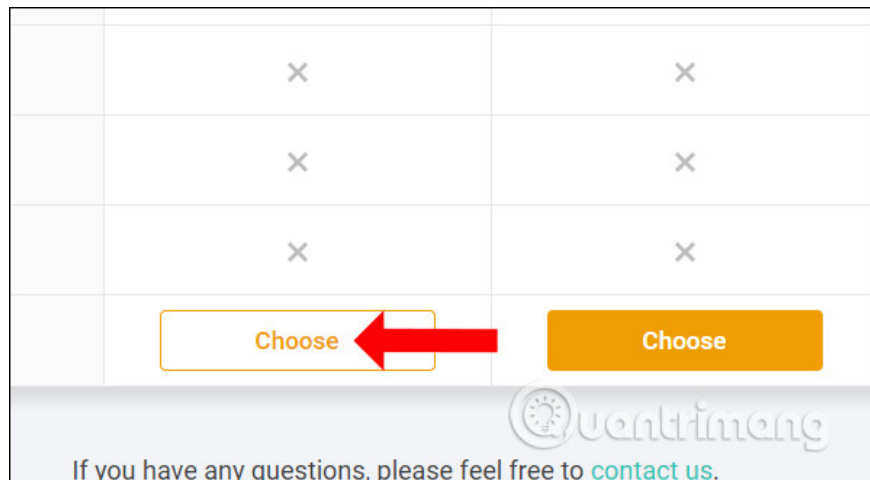 Choose
Choose
Quantrimang
If you have any questions, please feel free to contact us.